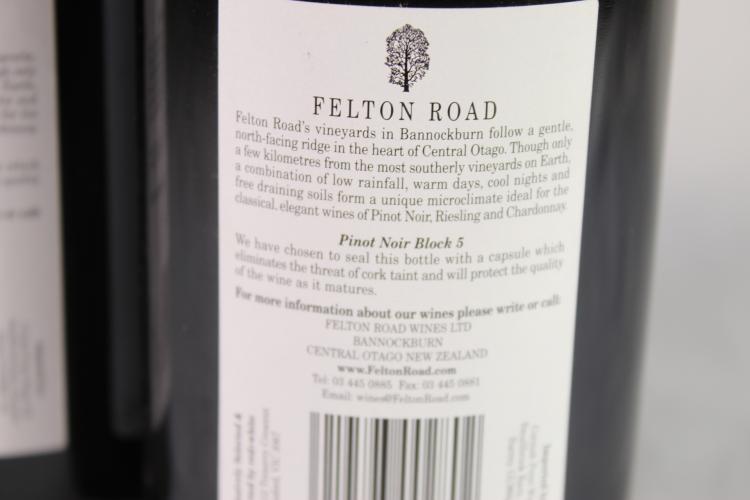 FELTON ROAD
Felton Road's vineyards in Bannockburn follow a gentle,
north-facing ridge in the heart of Central Otago. Though only
a few kilometres from the most southerly vineyards on Earth,
a combination of low rainfall, warm days, cool nights and
free draining soils form a unique microclimate ideal for the
classical, elegant wines of Pinot Noir, Riesling and Chardonnay.
Pinot Noir Block 5
We have chosen to seal this bottle with a capsule which
eliminates the threat of cork taint and will protect the quality
of the wine as it matures.
For more information about our wines please write or call:
FELTON ROAD WINES LTD
BANNOCKBURN
CENTRAL OTAGO NEW ZEALAND
www.FeltonRoad.com
Tel: 03 445 0885 Fax: 03 445 0881
Email: wines@FeltonRoad.com